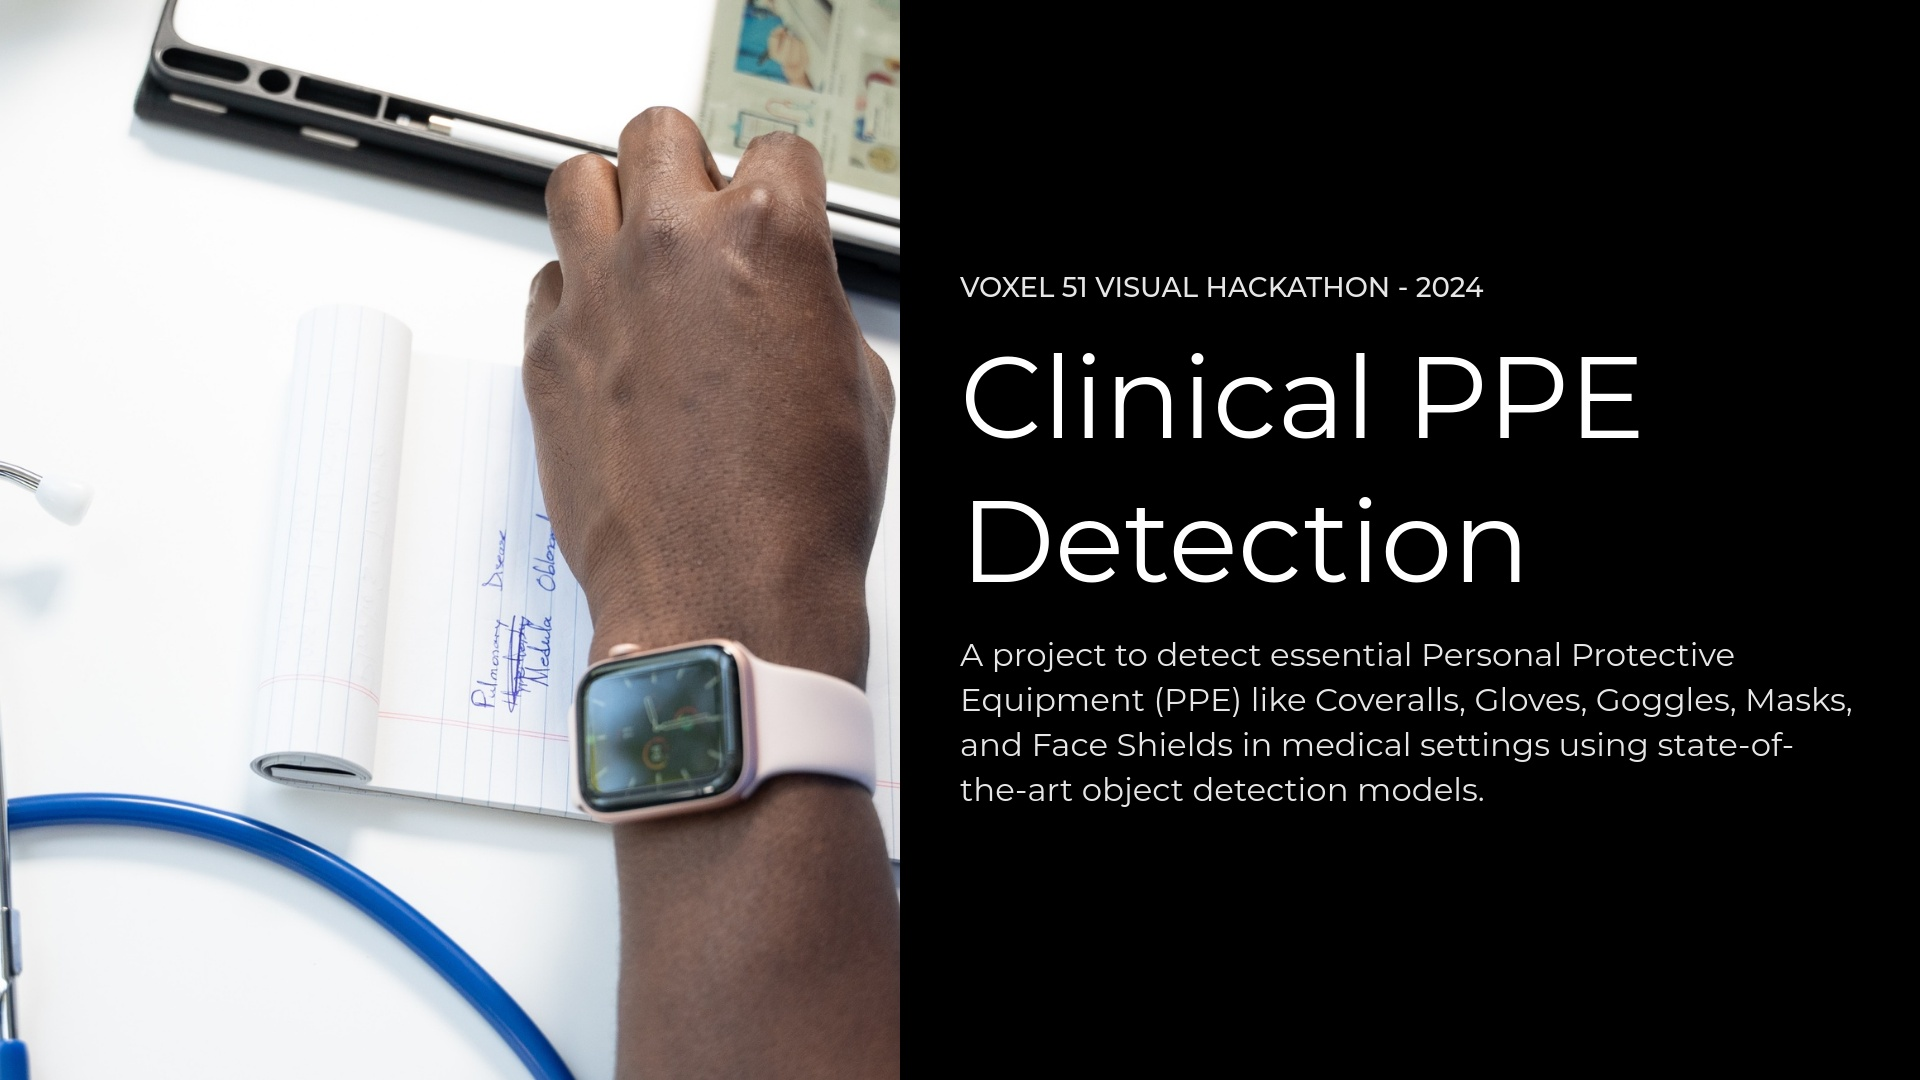 Pulmonary Disease
Medula
VOXEL 51 VISUAL HACKATHON - 2024
Clinical PPE
Detection
A project to detect essential Personal Protective
Equipment (PPE) like Coveralls, Gloves, Goggles, Masks,
and Face Shields in medical settings using state-of-
the-art object detection models.